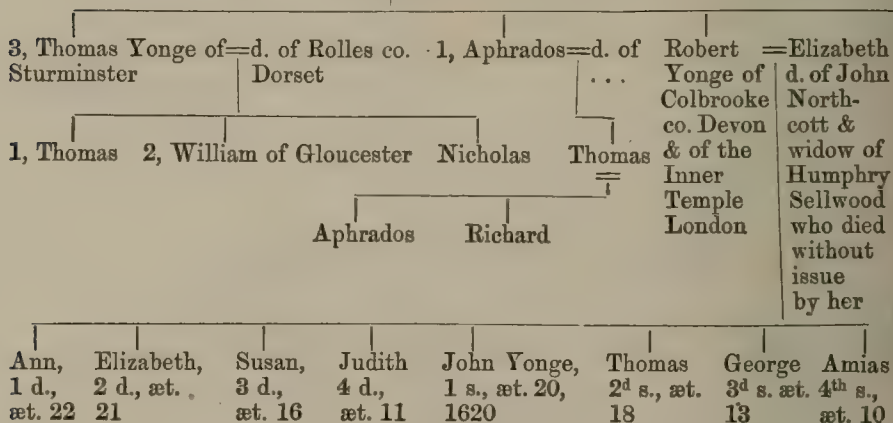 3, Thomas Yonge of=d. of Rolles co.
Sturminster Dorset
1, Aphrados=d. of
. . .
Robert =Elizabeth
Yonge of d. of John
Colbrooke North-
co. Devon cott &
& of the widow of
Inner Humphry
Temple Sellwood
London who died
without
issue
by her
1, Thomas 2, William of Gloucester Nicholas Thomas
=
Aphrados Richard
Ann,
1 d.,
æt. 22
Elizabeth,
2 d., æt.
21
Susan,
3 d.,
æt. 16
Judith
4 d.,
æt. 11
John Yonge,
1 s., æt. 20,
1620
Thomas
2ᵈ s., æt.
18
George
3ᵈ s. æt.
13
Amias
4ᵗʰ s.,
æt. 10